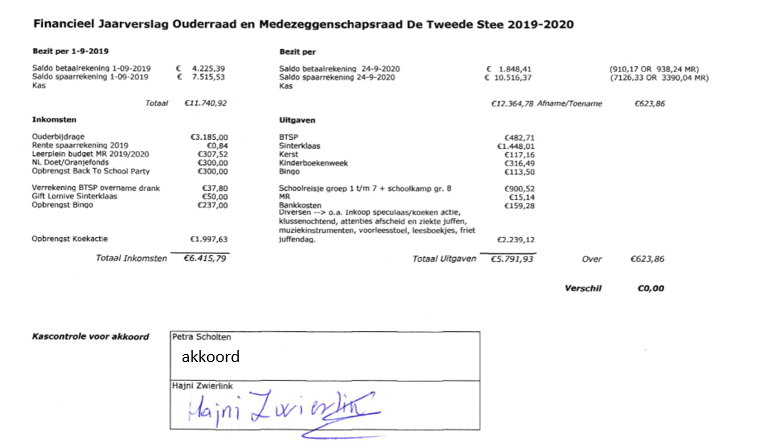 Financieel Jaarverslag Ouderraad en Medezeggenschapsraad De Tweede Stee 2019-2020
Bezit per 1-9-2019 Bezit per
Saldo betaalrekening 1-09-2019 € 4.225,39 Saldo betaalrekening 24-9-2020 € 1.848,41 (910,17 OR 938,24 MR)
Saldo spaarrekening 1-09-2019 € 7.515,53 Saldo spaarrekening 24-9-2020 € 10.516,37 (7126,33 OR 3390,04 MR)
Kas Kas
Totaal €11.740,92 €12.364,78 Afname/Toename €623,86
Inkomsten Uitgaven
Ouderbijdrage €3.185,00 BTSP €482,71
Rente spaarrekening 2019 €0,84 Sinterklaas €1.448,01
Leerplein budget MR 2019/2020 €307,52 Kerst €117,16
NL Doet/Oranjefonds €300,00 Kinderboekenweek €316,49
Opbrengst Back To School Party €300,00 Bingo €113,50
Verrekening BTSP overname drank €37,80 Schoolreisje groep 1 t/m 7 + schoolkamp gr. 8 €900,52
Gift Lomive Sinterklaas €50,00 MR €15,14
Opbrengst Bingo €237,00 Bankkosten €159,28
Diversen --> o.a. Inkoop speculaas/koeken actie,
klussenochtend, attenties afscheid en ziekte juffen,
muziekinstrumenten, voorleesstoel, leesboekjes, friet
Opbrengst Koekactie €1.997,63 juffendag. €2.239,12
Totaal Inkomsten €6.415,79 Totaal Uitgaven €5.791,93 Over €623,86
Verschil €0,00
Kascontrole voor akkoord Petra Scholten
akkoord
Hajni Zwierlink
Hajni Zwierlink